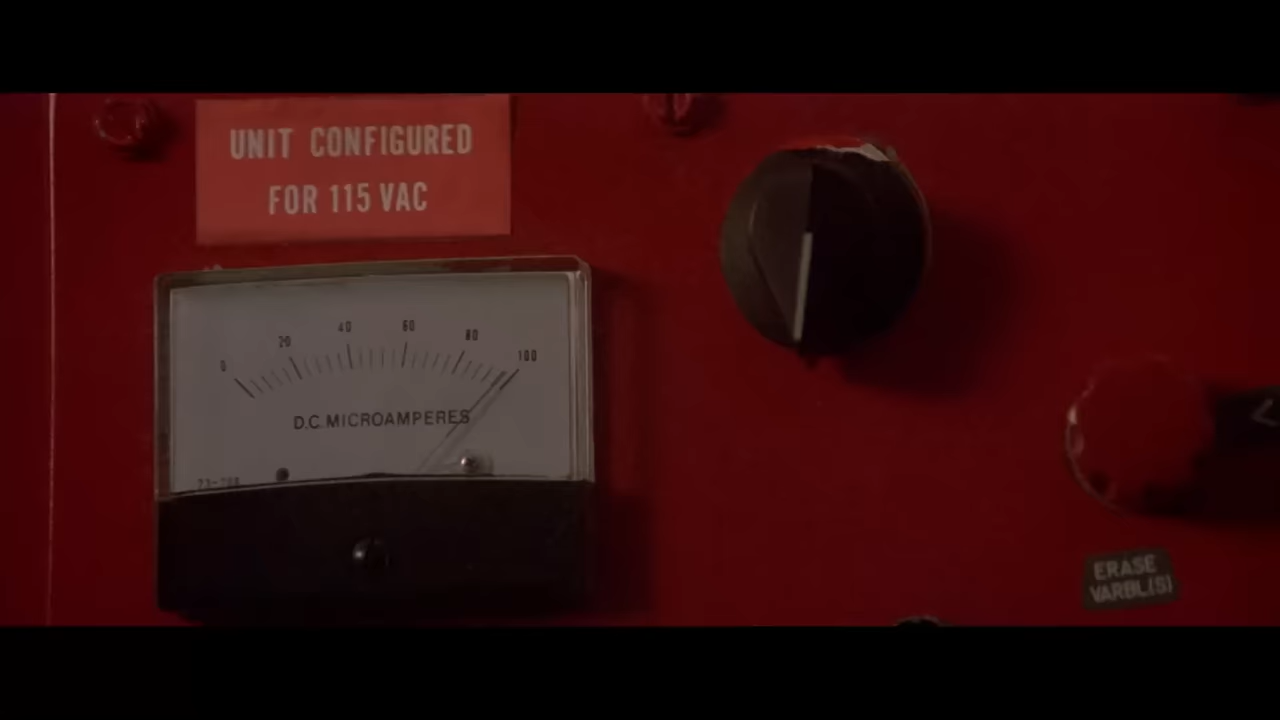 UNIT CONFIGURED
FOR 115 VAC
0 20 40 60 80 100
D.C. MICROAMPERES
ERASE
VARBL(S)